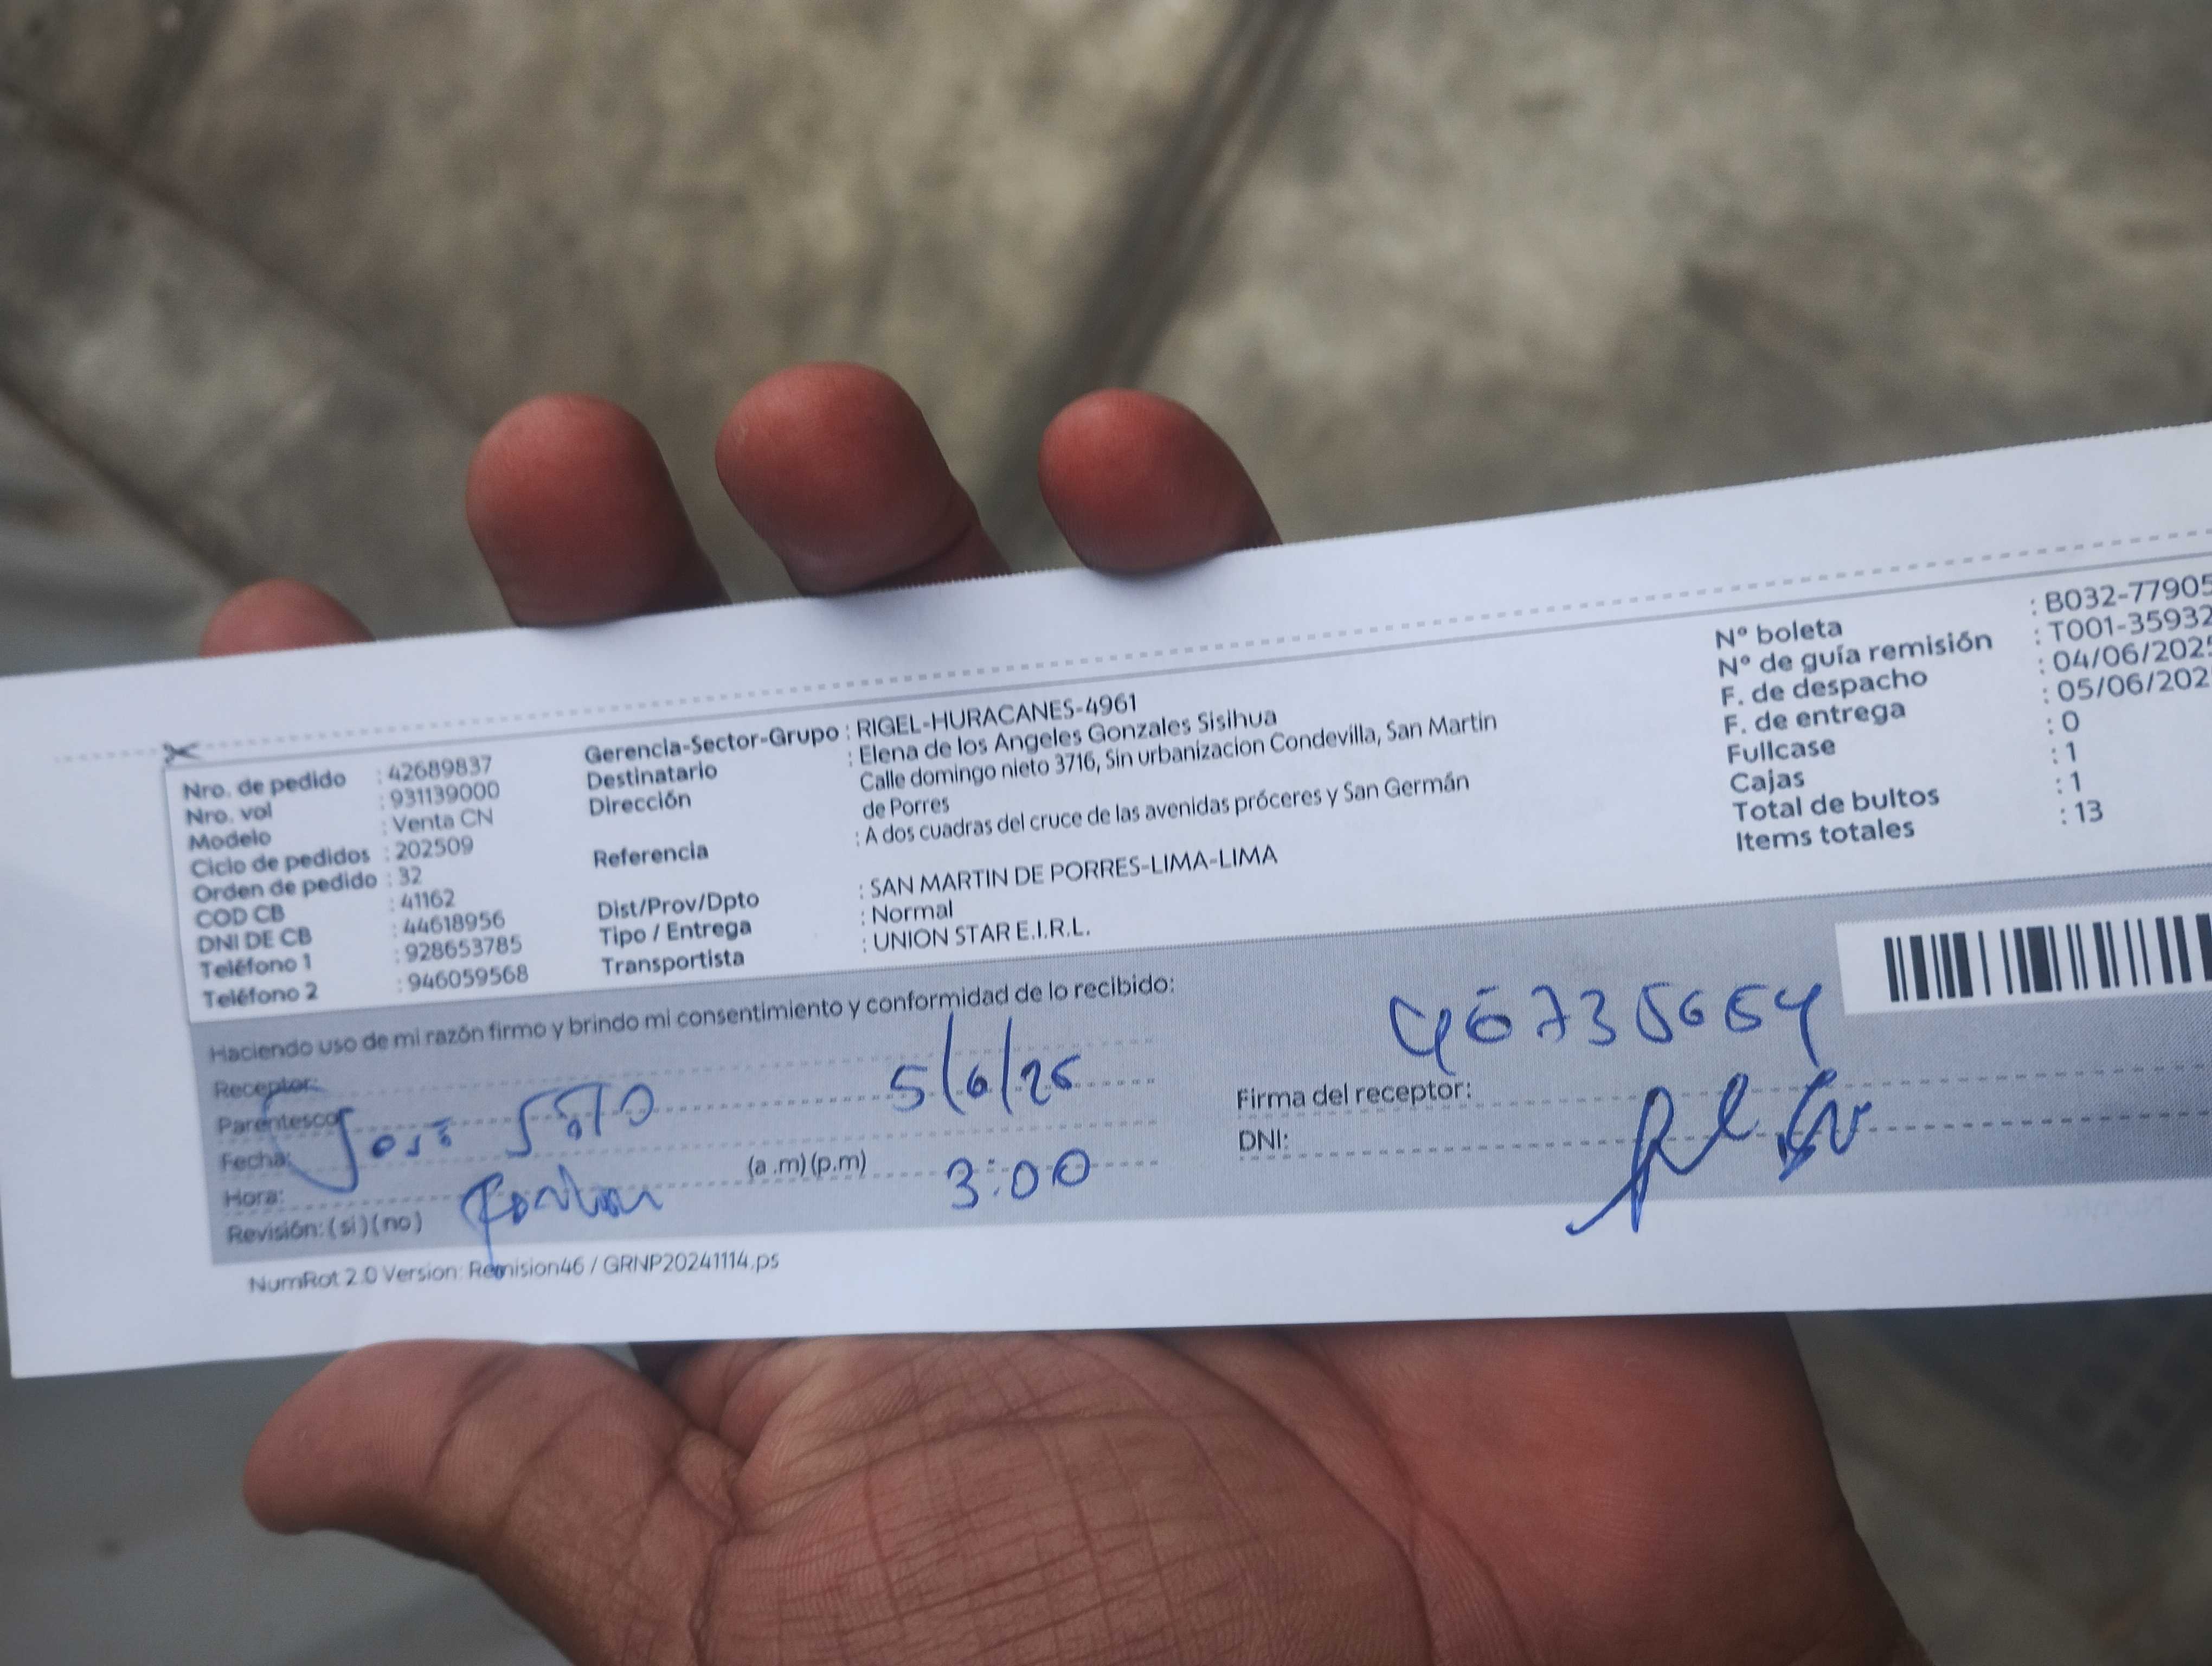 Nro. de pedido : 42689837
Nro. vol : 931139000
Modelo : Venta CN
Ciclo de pedidos : 202509
Orden de pedido : 32
COD CB : 41162
DNI DE CB : 44618956
Teléfono 1 : 928653785
Teléfono 2 : 946059568
Gerencia-Sector-Grupo : RIGEL-HURACANES-4961
Destinatario : Elena de los Angeles Gonzales Sisihua
Dirección Calle domingo nieto 3716, Sin urbanizacion Condevilla, San Martin
de Porres
Referencia : A dos cuadras del cruce de las avenidas próceres y San Germán
Dist/Prov/Dpto : SAN MARTIN DE PORRES-LIMA-LIMA
Tipo / Entrega : Normal
Transportista : UNION STAR E.I.R.L.
N° boleta : B032-77905
N° de guía remisión : T001-35932
F. de despacho : 04/06/202
F. de entrega : 05/06/202
Fullcase : 0
Cajas : 1
Total de bultos : 1
Items totales : 13
Haciendo uso de mi razón firmo y brindo mi consentimiento y conformidad de lo recibido:
Receptor:
Parentesco José Soto 5/6/25
Fecha:
Hora: (a .m) (p.m) 3:00
Revisión: (si) (no)
46735654
Firma del receptor:
DNI:
NumRot 2.0 Version: Remision46 / GRNP20241114.ps